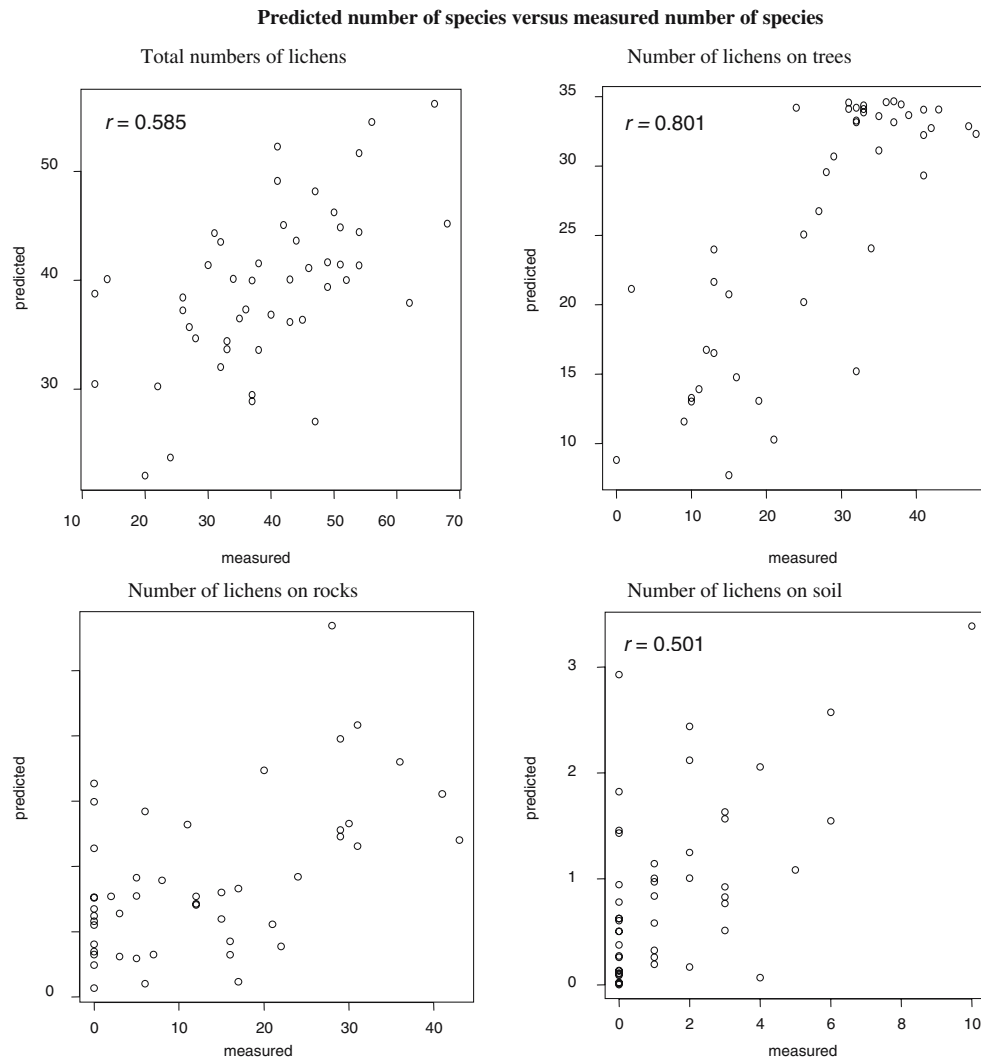 Predicted number of species versus measured number of species
Total numbers of lichens
r = 0.585
50
40
30
predicted
10 20 30 40 50 60 70
measured
Number of lichens on trees
r = 0.801
35
30
25
20
15
10
predicted
0 10 20 30 40
measured
Number of lichens on rocks
0
predicted
0 10 20 30 40
measured
Number of lichens on soil
r = 0.501
3
2
1
0
predicted
0 2 4 6 8 10
measured